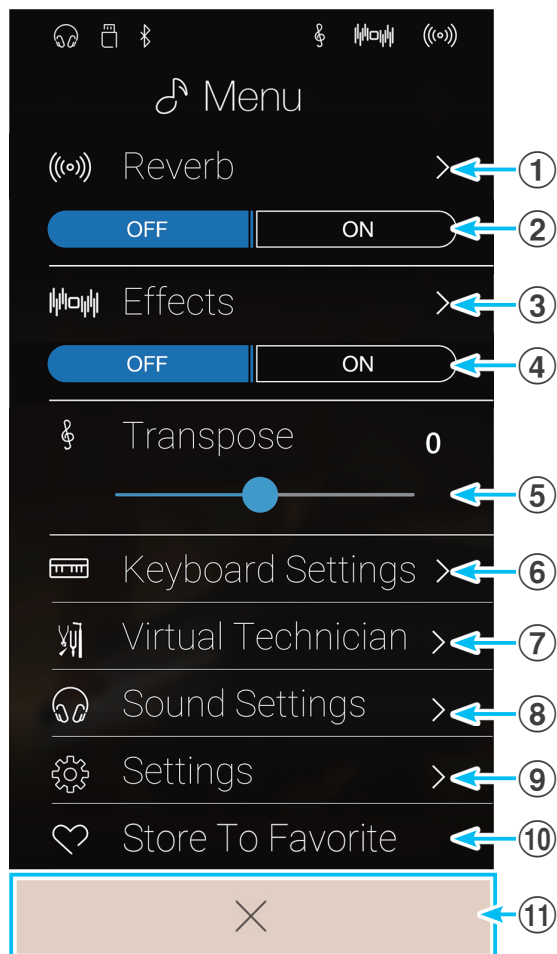 Menu
Reverb
①
OFF ON
②
Effects
③
OFF ON
④
Transpose 0
⑤
Keyboard Settings
⑥
Virtual Technician
⑦
Sound Settings
⑧
Settings
⑨
Store To Favorite
⑩
⑪